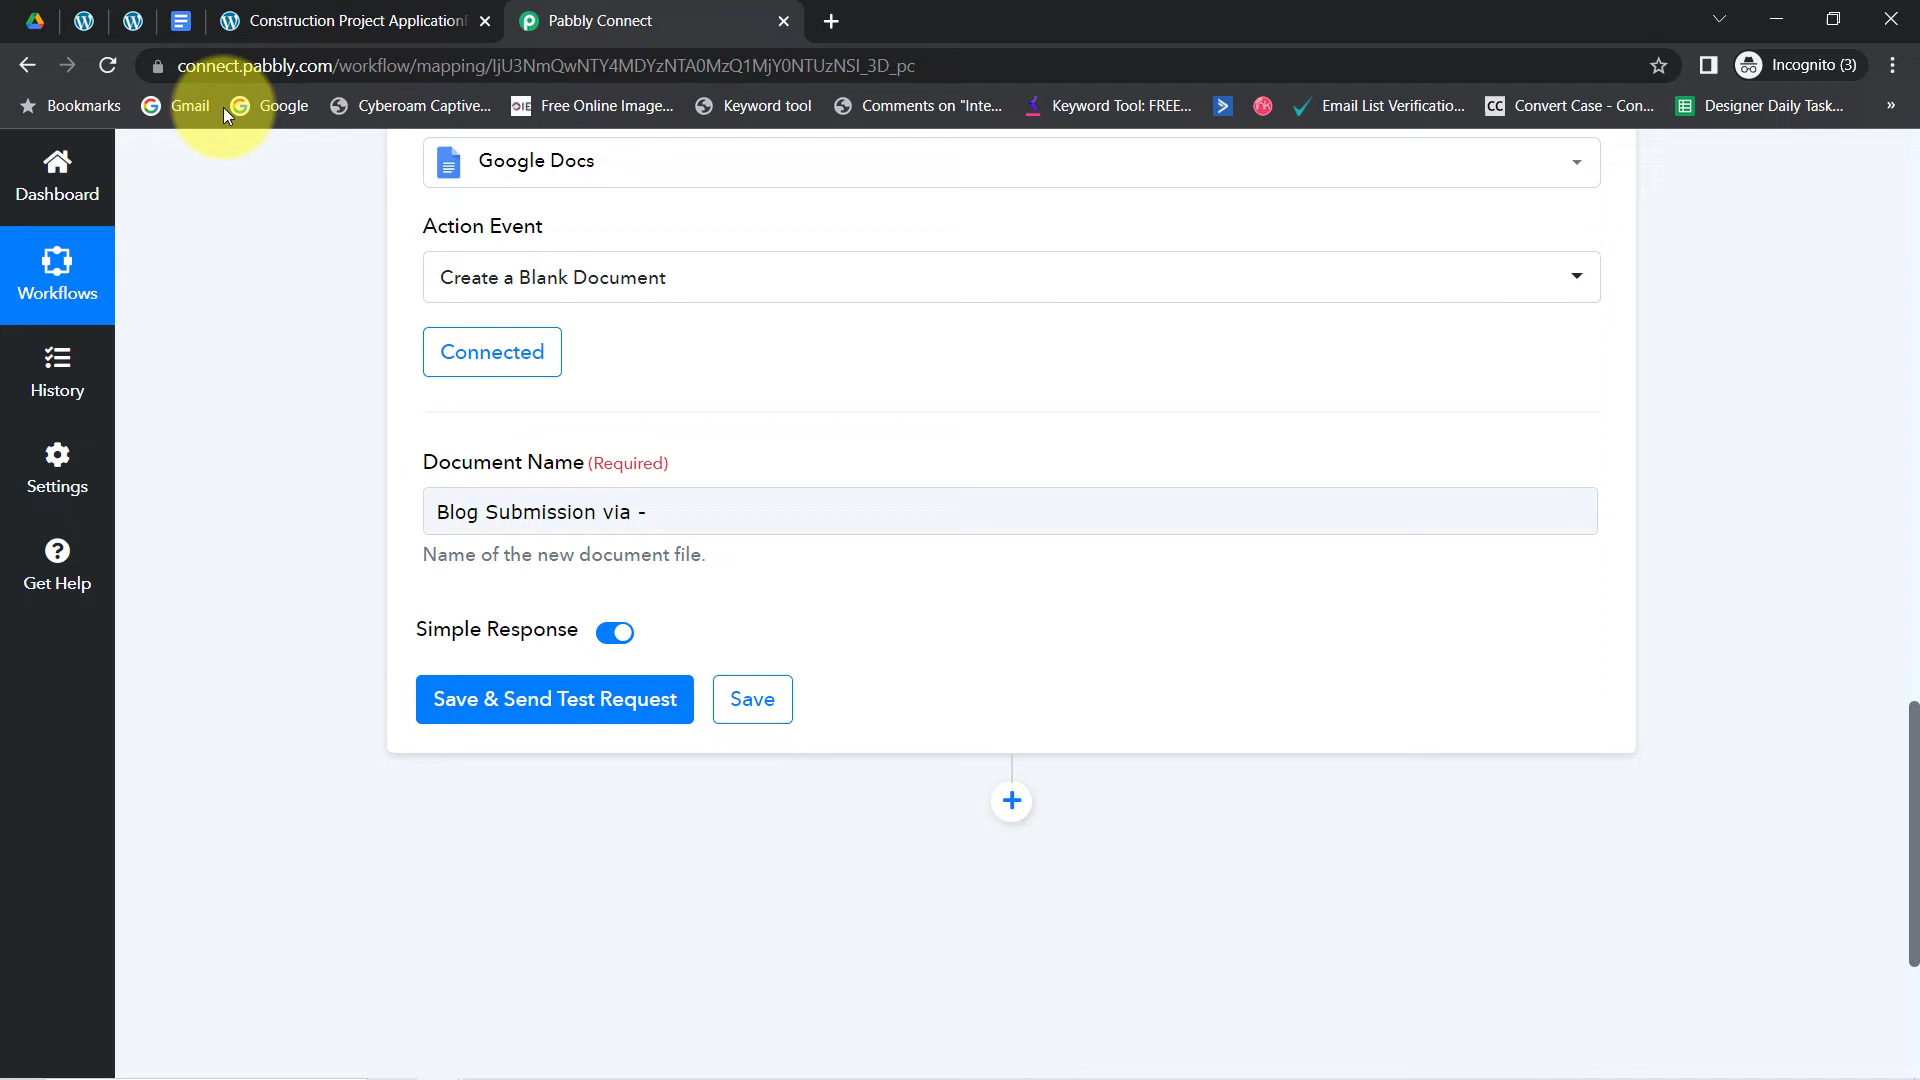 Construction Project Application
Pabbly Connect
connect.pabbly.com/workflow/mapping/IjU3NmQwNTY4MDYzNTA0MzQ1MjY0NTUzNSI_3D_pc
Incognito (3)
Bookmarks
Gmail
Google
Cyberoam Captive...
OIE
Free Online Image...
Keyword tool
Comments on "Inte...
Keyword Tool: FREE...
Email List Verificatio...
CC
Convert Case - Con...
Designer Daily Task...
»
Dashboard
Workflows
History
Settings
Get Help
Google Docs
Action Event
Create a Blank Document
Connected
Document Name (Required)
Blog Submission via -
Name of the new document file.
Simple Response
Save & Send Test Request
Save